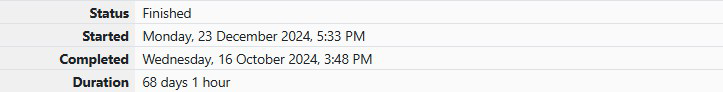 Status Finished
Started Monday, 23 December 2024, 5:33 PM
Completed Wednesday, 16 October 2024, 3:48 PM
Duration 68 days 1 hour